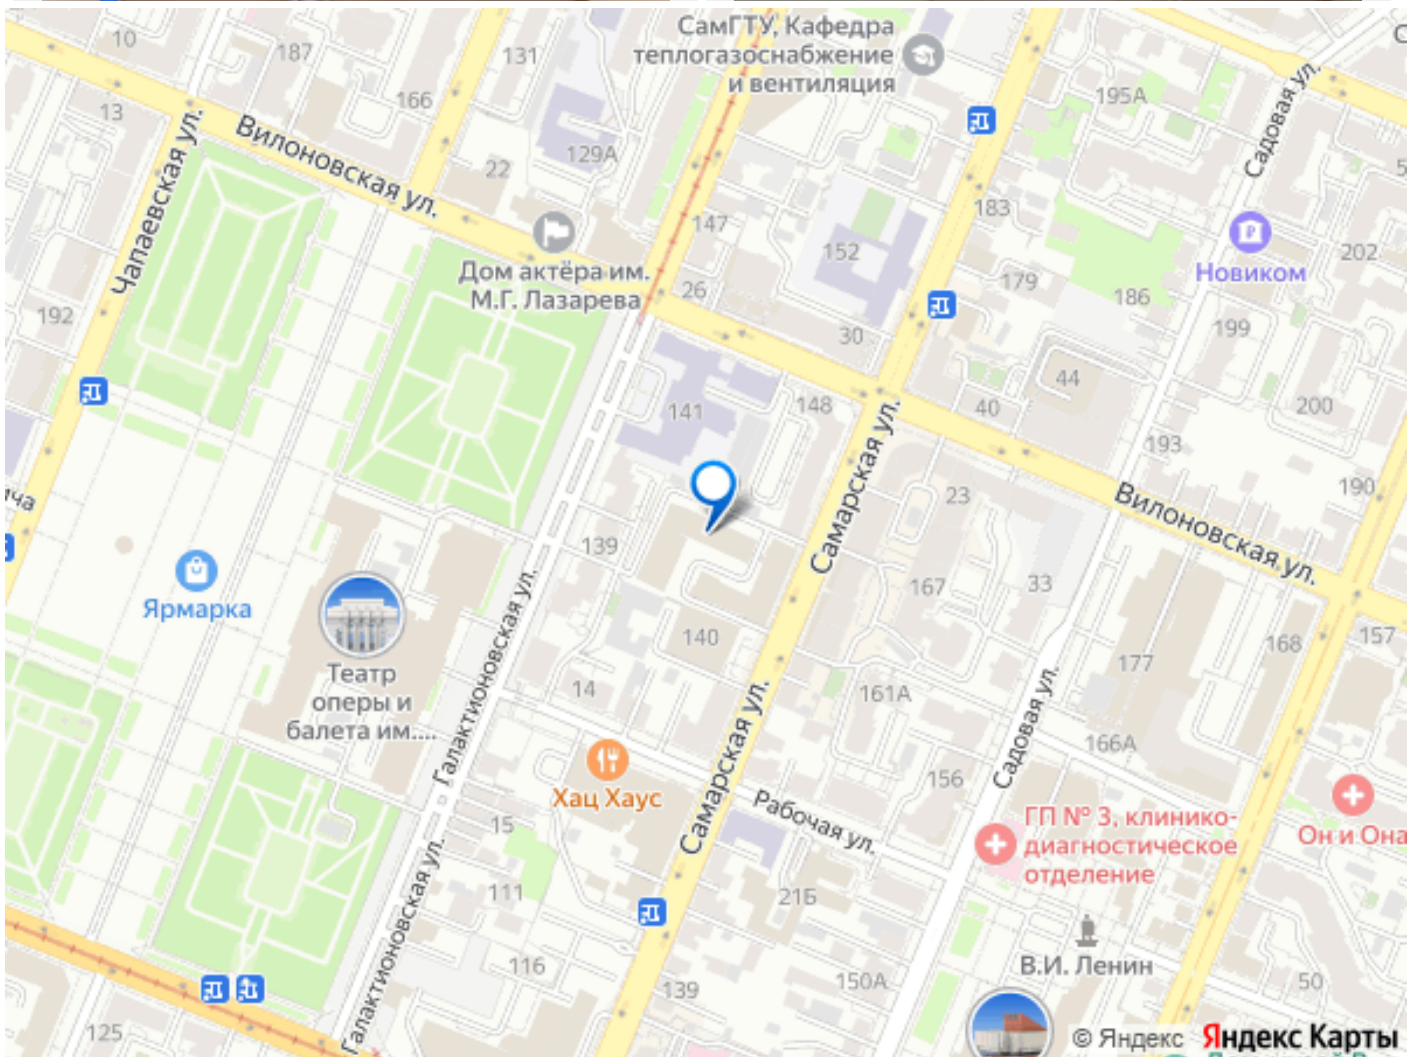 СамГТУ, Кафедра
теплогазоснабжение
и вентиляция
10
187
131
166
195А
13
Вилоновская ул.
22
129А
Садовая ул.
Чапаевская ул.
147
183
152
202
Дом актёра им.
М.Г. Лазарева
Новиком
26
179
186
192
199
30
44
141
148
40
200
193
Самарская ул.
190
23
Вилоновская ул.
ича
139
167
33
Ярмарка
Галактионовская ул.
140
168
157
Театр
оперы и
балета им....
14
177
161А
Самарская ул.
Садовая ул.
166А
Хац Хаус
156
Рабочая ул.
15
ГП № 3, клинико-
диагностическое
отделение
Он и Она
111
21Б
Галактионовская ул.
116
В.И. Ленин
139
150А
50
125
© Яндекс Яндекс Карты